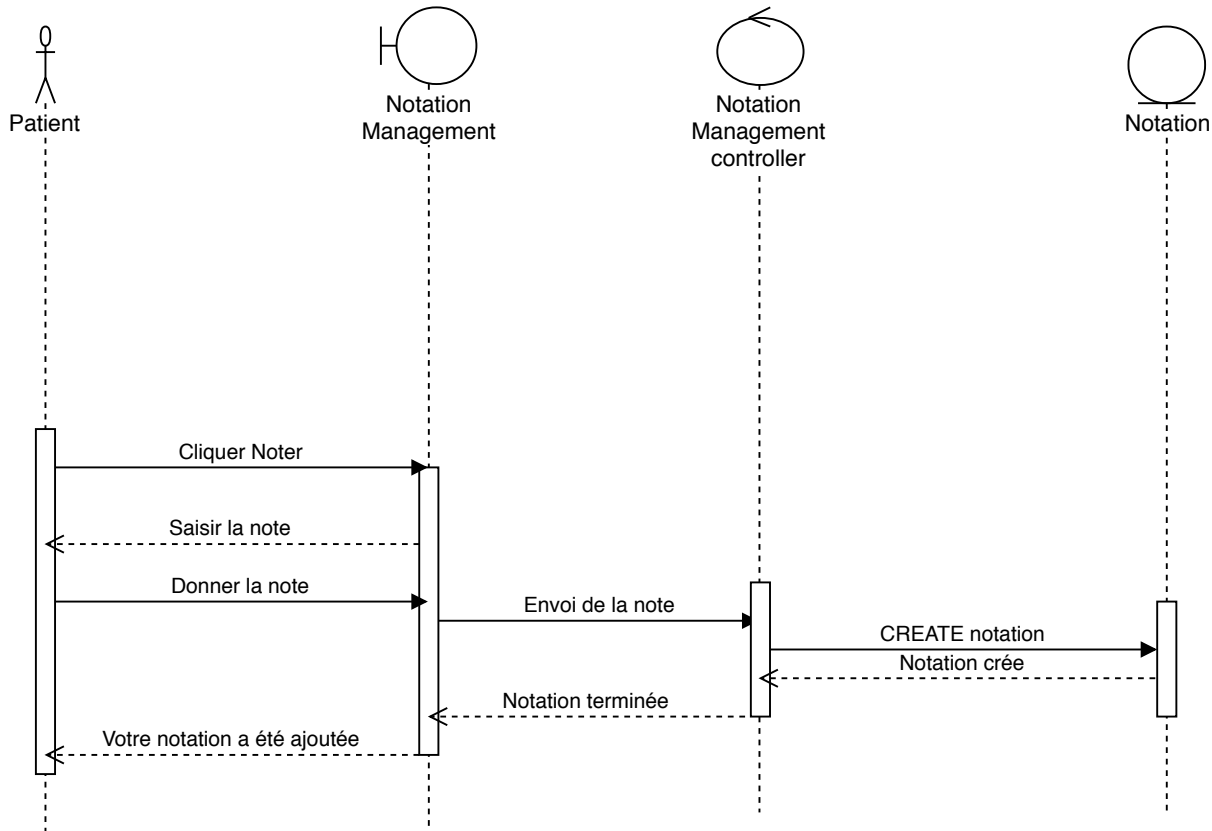 Patient
Notation
Management
Notation
Management
controller
Notation
Cliquer Noter
Saisir la note
Donner la note
Envoi de la note
CREATE notation
Notation crée
Notation terminée
Votre notation a été ajoutée